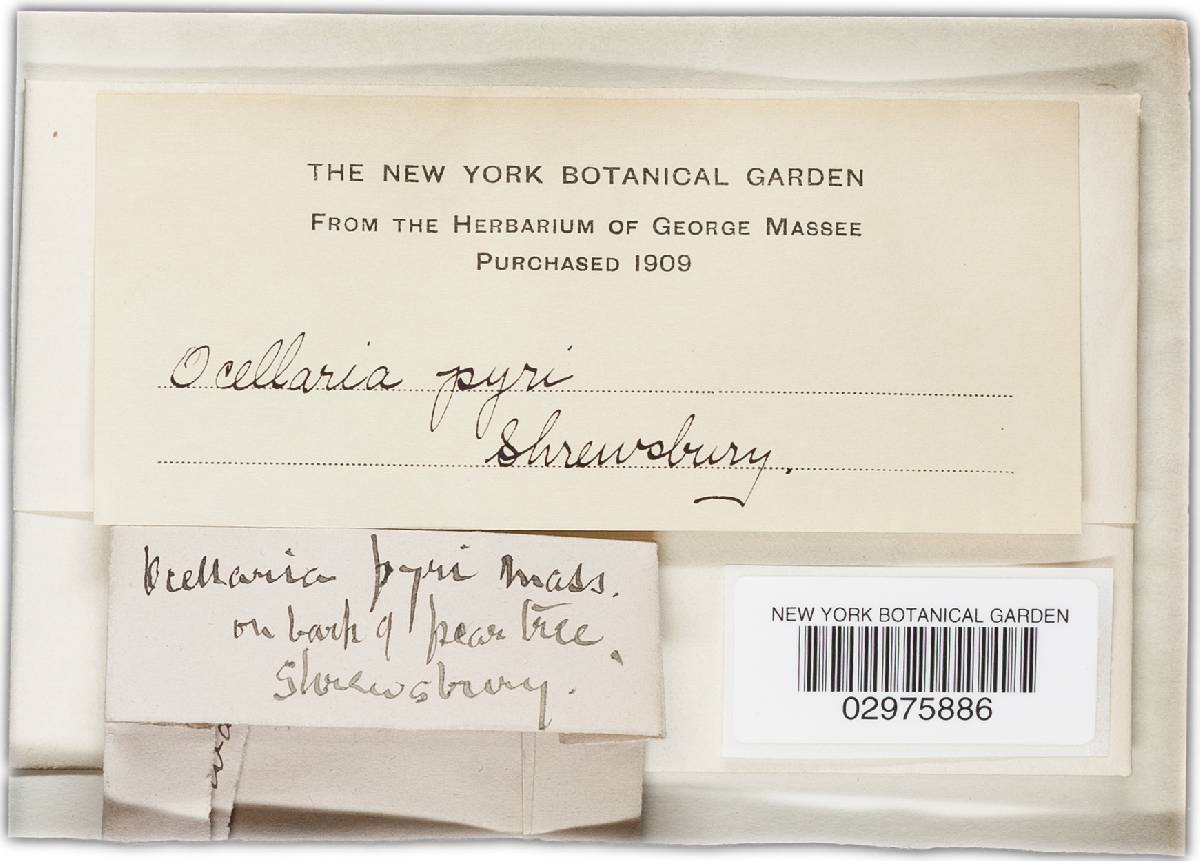 THE NEW YORK BOTANICAL GARDEN
FROM THE HERBARIUM OF GEORGE MASSEE
PURCHASED 1909
Ocellaria pyri
Shrewsbury.
Ocellaria pyri Mass.
on bark of pear tree.
Shrewsbury.
NEW YORK BOTANICAL GARDEN
02975886